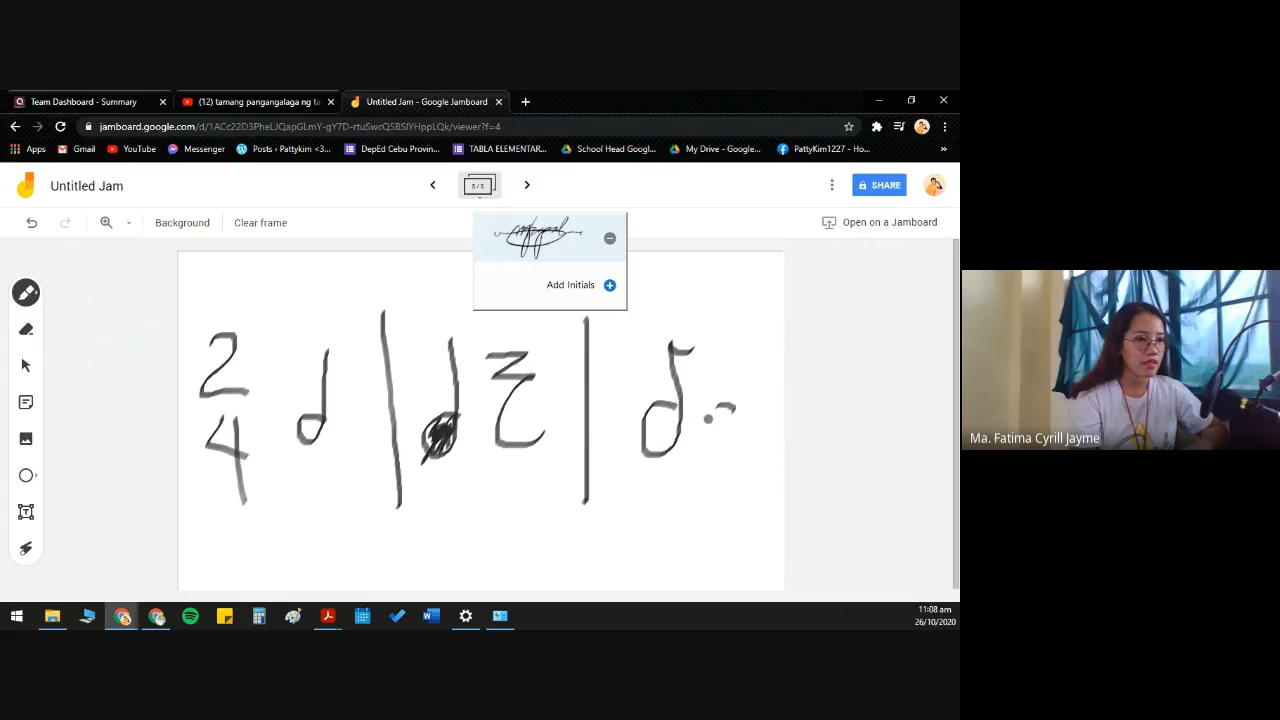 Team Dashboard - Summary
(12) tamang pangangalaga ng ta
Untitled Jam - Google Jamboard
jamboard.google.com/d/1ACc22D3PheLJQapGLmY-gY7D-rtuSwcQ5BSlYHppLQk/viewer?f=4
Apps Gmail YouTube Messenger Posts ‹ Pattykim <3... DepEd Cebu Provin... TABLA ELEMENTAR... School Head Googl... My Drive - Google... PattyKim1227 - Ho... »
Untitled Jam
5 / 5
SHARE
Background
Clear frame
Open on a Jamboard
Add Initials
2
4
Ma. Fatima Cyrill Jayme
11:08 am
26/10/2020